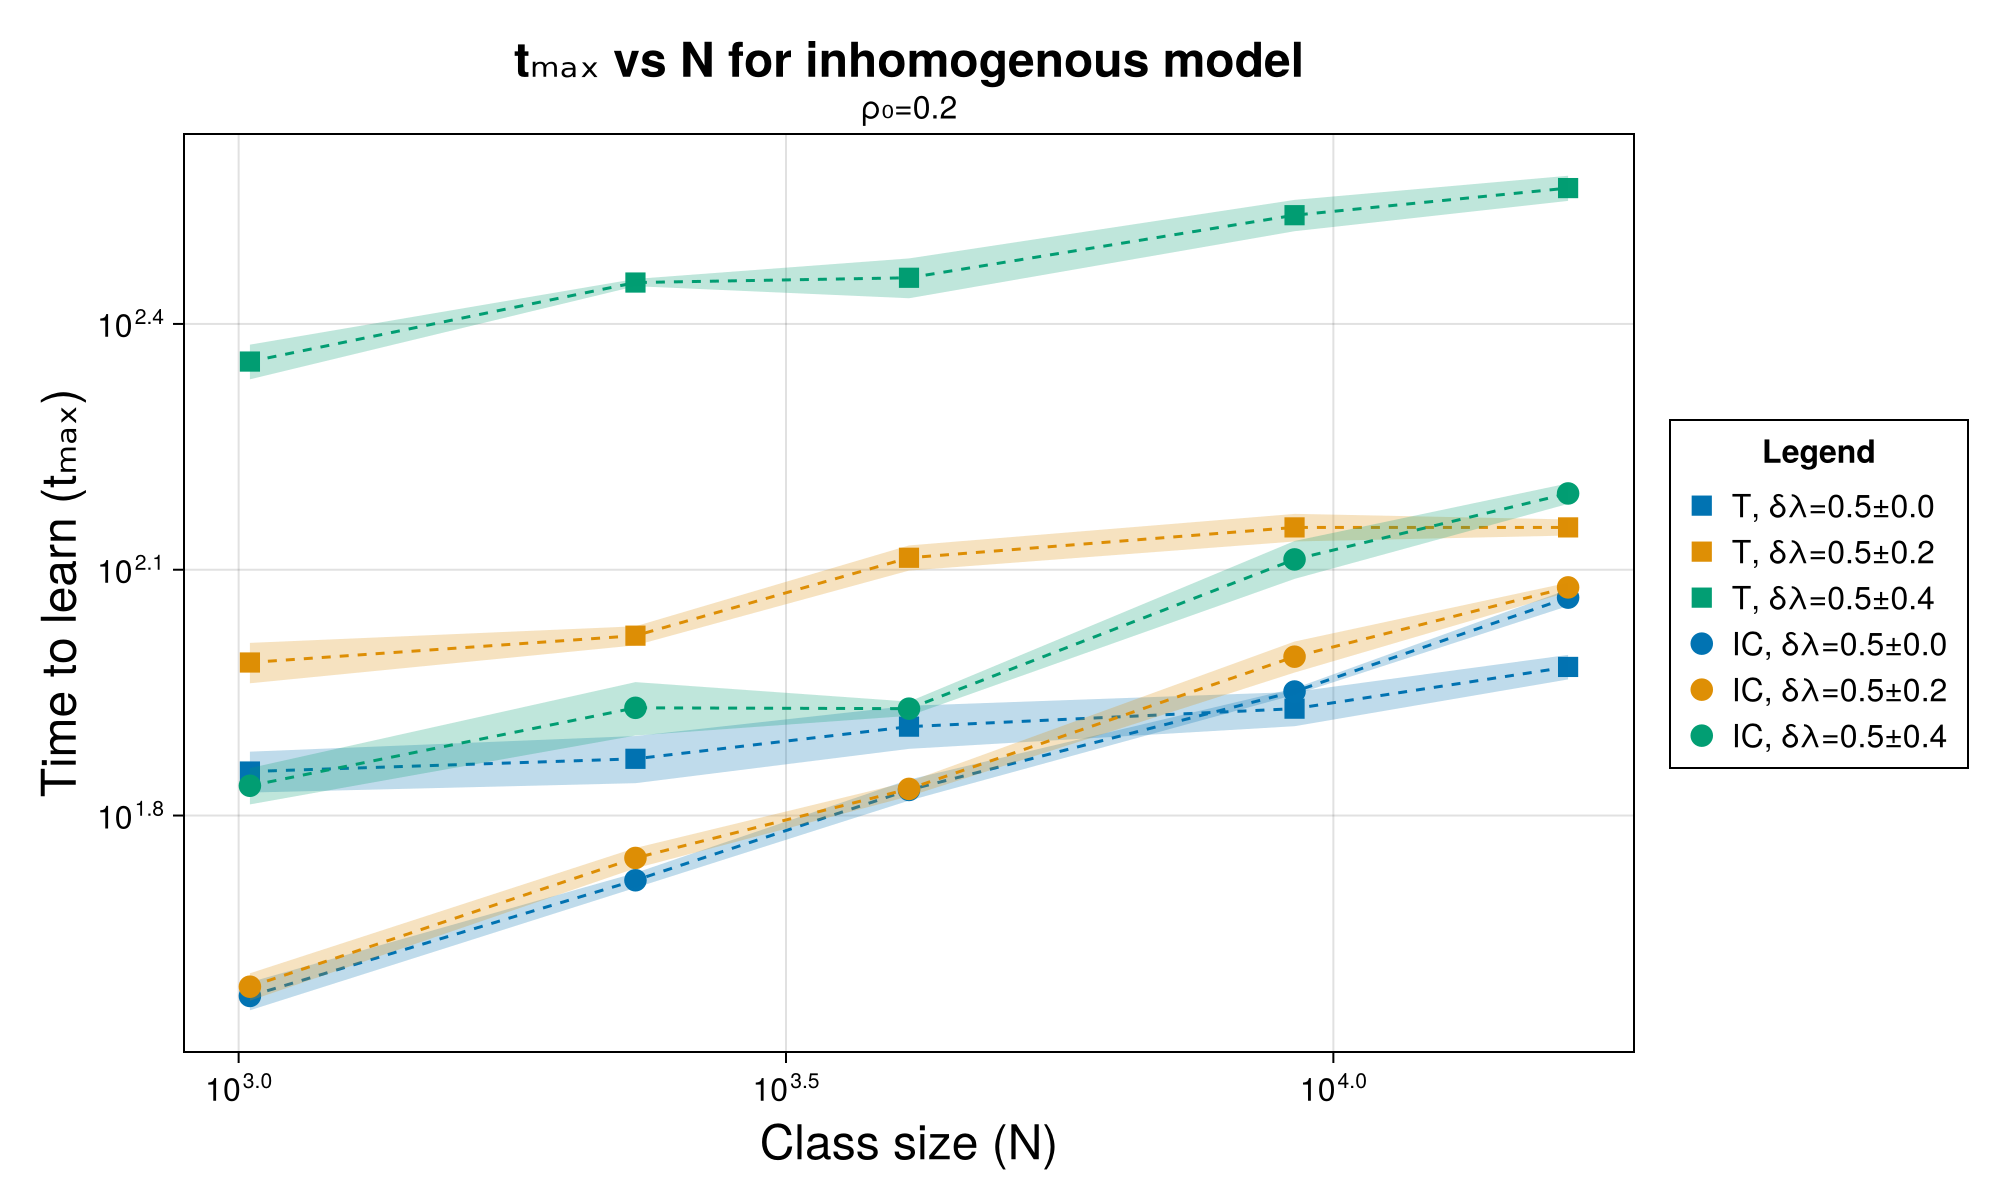 tₘₐₓ vs N for inhomogenous model
ρ₀=0.2
Time to learn (tₘₐₓ)
10^2.4
10^2.1
10^1.8
10^3.0
10^3.5
10^4.0
Class size (N)
Legend
T, δλ=0.5±0.0
T, δλ=0.5±0.2
T, δλ=0.5±0.4
IC, δλ=0.5±0.0
IC, δλ=0.5±0.2
IC, δλ=0.5±0.4